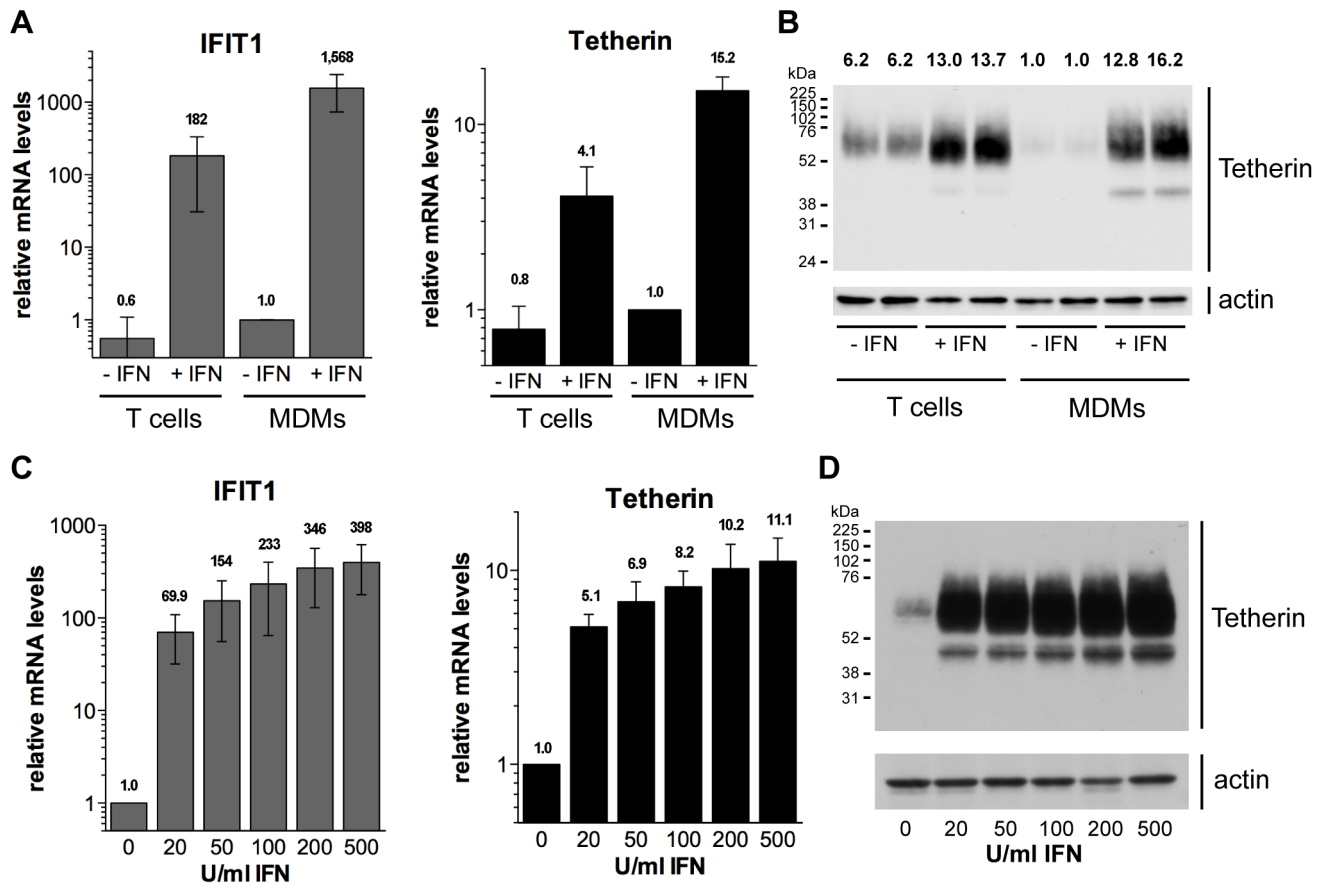 A
IFIT1
relative mRNA levels
1000
100
10
1
0.6
182
1.0
1,568
- IFN + IFN - IFN + IFN
T cells MDMs
Tetherin
relative mRNA levels
10
1
0.8
4.1
1.0
15.2
- IFN + IFN - IFN + IFN
T cells MDMs
B
6.2 6.2 13.0 13.7 1.0 1.0 12.8 16.2
kDa
225
150
102
76
52
38
31
24
Tetherin
actin
- IFN + IFN - IFN + IFN
T cells MDMs
C
IFIT1
relative mRNA levels
1000
100
10
1
1.0
69.9
154
233
346
398
0 20 50 100 200 500
U/ml IFN
Tetherin
relative mRNA levels
10
1
1.0
5.1
6.9
8.2
10.2
11.1
0 20 50 100 200 500
U/ml IFN
D
kDa
225
150
102
76
52
38
31
Tetherin
actin
0 20 50 100 200 500
U/ml IFN